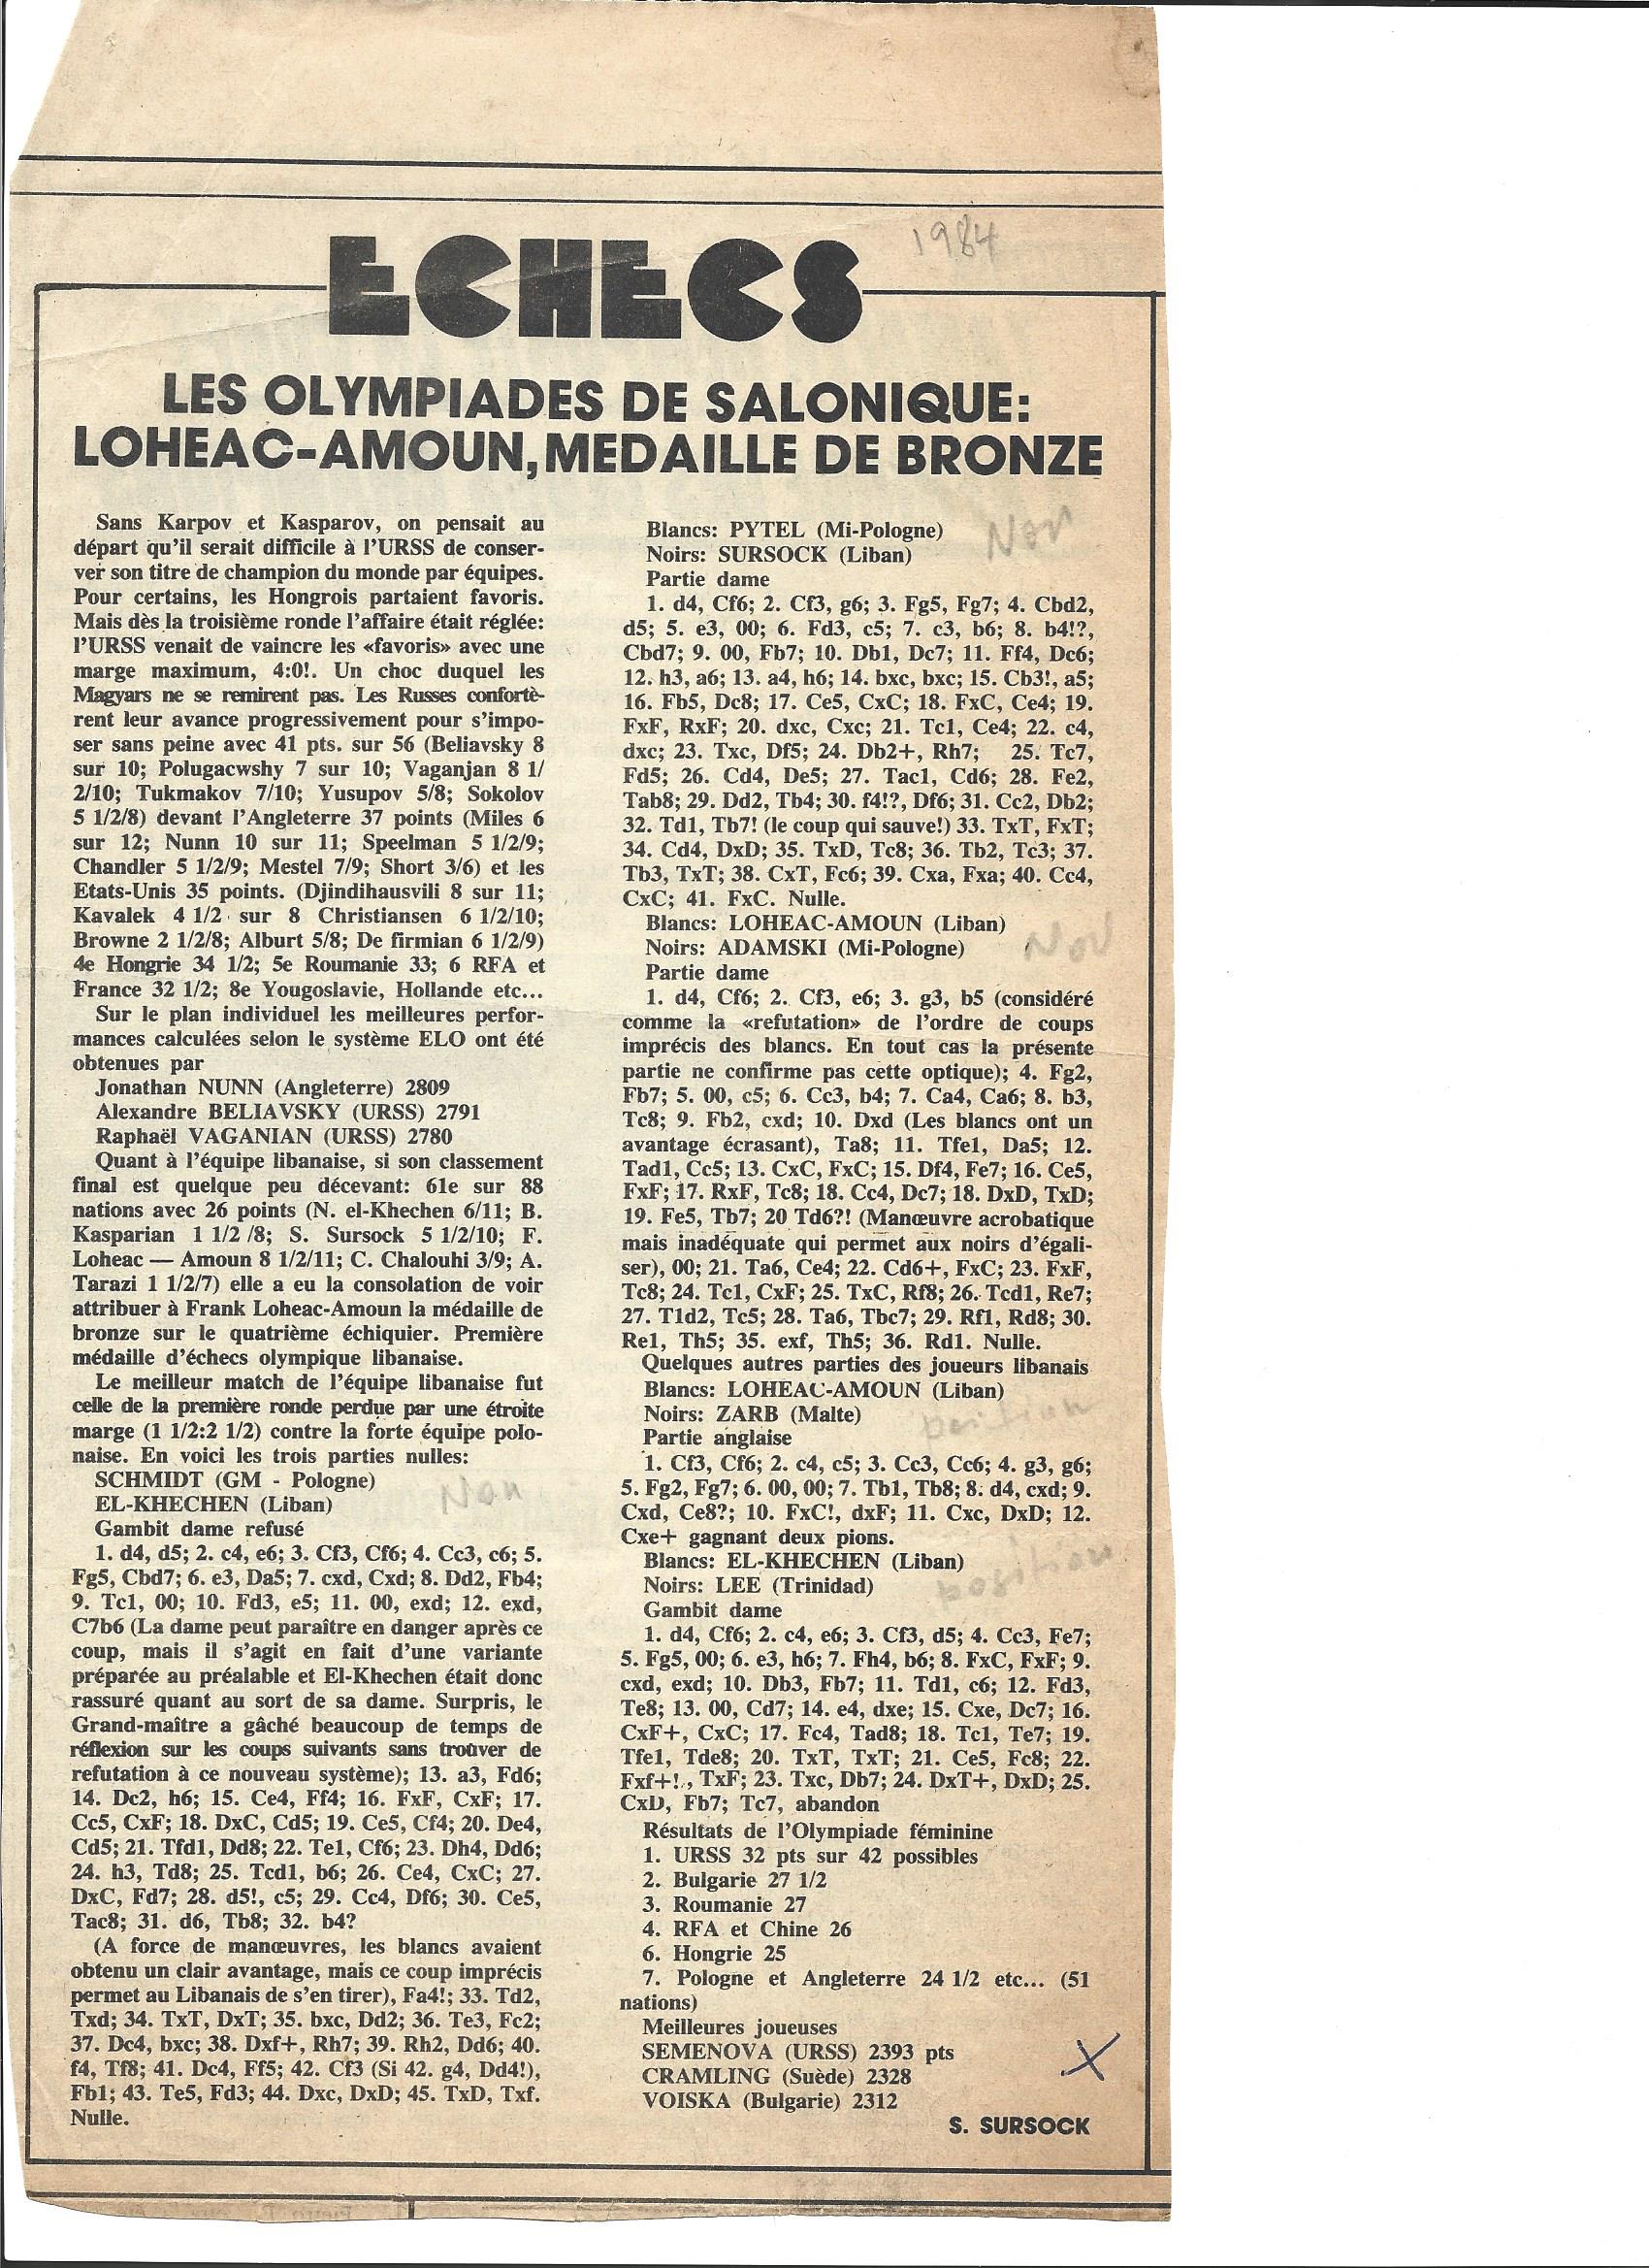 1984
ECHECS
LES OLYMPIADES DE SALONIQUE:
LOHEAC-AMOUN, MEDAILLE DE BRONZE
Sans Karpov et Kasparov, on pensait au
départ qu'il serait difficile à l'URSS de conser-
ver son titre de champion du monde par équipes.
Pour certains, les Hongrois partaient favoris.
Mais dès la troisième ronde l'affaire était réglée:
l'URSS venait de vaincre les «favoris» avec une
marge maximum, 4:0!. Un choc duquel les
Magyars ne se remirent pas. Les Russes confortè-
rent leur avance progressivement pour s'impo-
ser sans peine avec 41 pts. sur 56 (Beliavsky 8
sur 10; Polugacwshy 7 sur 10; Vaganjan 8 1/
2/10; Tukmakov 7/10; Yusupov 5/8; Sokolov
5 1/2/8) devant l'Angleterre 37 points (Miles 6
sur 12; Nunn 10 sur 11; Speelman 5 1/2/9;
Chandler 5 1/2/9; Mestel 7/9; Short 3/6) et les
Etats-Unis 35 points. (Djindihausvili 8 sur 11;
Kavalek 4 1/2 sur 8 Christiansen 6 1/2/10;
Browne 2 1/2/8; Alburt 5/8; De firmian 6 1/2/9)
4e Hongrie 34 1/2; 5e Roumanie 33; 6 RFA et
France 32 1/2; 8e Yougoslavie, Hollande etc...
Sur le plan individuel les meilleures perfor-
mances calculées selon le système ELO ont été
obtenues par
Jonathan NUNN (Angleterre) 2809
Alexandre BELIAVSKY (URSS) 2791
Raphaël VAGANIAN (URSS) 2780
Quant à l'équipe libanaise, si son classement
final est quelque peu décevant: 61e sur 88
nations avec 26 points (N. el-Khechen 6/11; B.
Kasparian 1 1/2 /8; S. Sursock 5 1/2/10; F.
Loheac — Amoun 8 1/2/11; C. Chalouhi 3/9; A.
Tarazi 1 1/2/7) elle a eu la consolation de voir
attribuer à Frank Loheac-Amoun la médaille de
bronze sur le quatrième échiquier. Première
médaille d'échecs olympique libanaise.
Le meilleur match de l'équipe libanaise fut
celle de la première ronde perdue par une étroite
marge (1 1/2:2 1/2) contre la forte équipe polo-
naise. En voici les trois parties nulles:
SCHMIDT (GM - Pologne)
EL-KHECHEN (Liban)
Non
Gambit dame refusé
1. d4, d5; 2. c4, e6; 3. Cf3, Cf6; 4. Cc3, c6; 5.
Fg5, Cbd7; 6. e3, Da5; 7. cxd, Cxd; 8. Dd2, Fb4;
9. Tc1, 00; 10. Fd3, e5; 11. 00, exd; 12. exd,
C7b6 (La dame peut paraître en danger après ce
coup, mais il s'agit en fait d'une variante
préparée au préalable et El-Khechen était donc
rassuré quant au sort de sa dame. Surpris, le
Grand-maître a gâché beaucoup de temps de
réflexion sur les coups suivants sans troûver de
refutation à ce nouveau système); 13. a3, Fd6;
14. Dc2, h6; 15. Ce4, Ff4; 16. FxF, CxF; 17.
Cc5, CxF; 18. DxC, Cd5; 19. Ce5, Cf4; 20. De4,
Cd5; 21. Tfd1, Dd8; 22. Te1, Cf6; 23. Dh4, Dd6;
24. h3, Td8; 25. Tcd1, b6; 26. Ce4, CxC; 27.
DxC, Fd7; 28. d5!, c5; 29. Cc4, Df6; 30. Ce5,
Tac8; 31. d6, Tb8; 32. b4?
(A force de manœuvres, les blancs avaient
obtenu un clair avantage, mais ce coup imprécis
permet au Libanais de s'en tirer), Fa4!; 33. Td2,
Txd; 34. TxT, DxT; 35. bxc, Dd2; 36. Te3, Fc2;
37. Dc4, bxc; 38. Dxf+, Rh7; 39. Rh2, Dd6; 40.
f4, Tf8; 41. Dc4, Ff5; 42. Cf3 (Si 42. g4, Dd4!),
Fb1; 43. Te5, Fd3; 44. Dxc, DxD; 45. TxD, Txf.
Nulle.
Blancs: PYTEL (Mi-Pologne)
Non
Noirs: SURSOCK (Liban)
Partie dame
1. d4, Cf6; 2. Cf3, g6; 3. Fg5, Fg7; 4. Cbd2,
d5; 5. e3, 00; 6. Fd3, c5; 7. c3, b6; 8. b4!?,
Cbd7; 9. 00, Fb7; 10. Db1, Dc7; 11. Ff4, Dc6;
12. h3, a6; 13. a4, h6; 14. bxc, bxc; 15. Cb3!, a5;
16. Fb5, Dc8; 17. Ce5, CxC; 18. FxC, Ce4; 19.
FxF, RxF; 20. dxc, Cxc; 21. Tc1, Ce4; 22. c4,
dxc; 23. Txc, Df5; 24. Db2+, Rh7; 25. Tc7,
Fd5; 26. Cd4, De5; 27. Tac1, Cd6; 28. Fe2,
Tab8; 29. Dd2, Tb4; 30. f4!?, Df6; 31. Cc2, Db2;
32. Td1, Tb7! (le coup qui sauve!) 33. TxT, FxT;
34. Cd4, DxD; 35. TxD, Tc8; 36. Tb2, Tc3; 37.
Tb3, TxT; 38. CxT, Fc6; 39. Cxa, Fxa; 40. Cc4,
CxC; 41. FxC. Nulle.
Blancs: LOHEAC-AMOUN (Liban)
Noirs: ADAMSKI (Mi-Pologne)
Non
Partie dame
1. d4, Cf6; 2. Cf3, e6; 3. g3, b5 (considéré
comme la «refutation» de l'ordre de coups
imprécis des blancs. En tout cas la présente
partie ne confirme pas cette optique); 4. Fg2,
Fb7; 5. 00, c5; 6. Cc3, b4; 7. Ca4, Ca6; 8. b3,
Tc8; 9. Fb2, cxd; 10. Dxd (Les blancs ont un
avantage écrasant), Ta8; 11. Tfe1, Da5; 12.
Tad1, Cc5; 13. CxC, FxC; 15. Df4, Fe7; 16. Ce5,
FxF; 17. RxF, Tc8; 18. Cc4, Dc7; 18. DxD, TxD;
19. Fe5, Tb7; 20 Td6?! (Manœuvre acrobatique
mais inadéquate qui permet aux noirs d'égali-
ser), 00; 21. Ta6, Ce4; 22. Cd6+, FxC; 23. FxF,
Tc8; 24. Tc1, CxF; 25. TxC, Rf8; 26. Tcd1, Re7;
27. T1d2, Tc5; 28. Ta6, Tbc7; 29. Rf1, Rd8; 30.
Re1, Th5; 35. exf, Th5; 36. Rd1. Nulle.
Quelques autres parties des joueurs libanais
Blancs: LOHEAC-AMOUN (Liban)
Noirs: ZARB (Malte)
position
Partie anglaise
1. Cf3, Cf6; 2. c4, c5; 3. Cc3, Cc6; 4. g3, g6;
5. Fg2, Fg7; 6. 00, 00; 7. Tb1, Tb8; 8. d4, cxd; 9.
Cxd, Ce8?; 10. FxC!, dxF; 11. Cxc, DxD; 12.
Cxe+ gagnant deux pions.
Blancs: EL-KHECHEN (Liban)
Noirs: LEE (Trinidad)
position
Gambit dame
1. d4, Cf6; 2. c4, e6; 3. Cf3, d5; 4. Cc3, Fe7;
5. Fg5, 00; 6. e3, h6; 7. Fh4, b6; 8. FxC, FxF; 9.
cxd, exd; 10. Db3, Fb7; 11. Td1, c6; 12. Fd3,
Te8; 13. 00, Cd7; 14. e4, dxe; 15. Cxe, Dc7; 16.
CxF+, CxC; 17. Fc4, Tad8; 18. Tc1, Te7; 19.
Tfe1, Tde8; 20. TxT, TxT; 21. Ce5, Fc8; 22.
Fxf+!, TxF; 23. Txc, Db7; 24. DxT+, DxD; 25.
CxD, Fb7; Tc7, abandon
Résultats de l'Olympiade féminine
1. URSS 32 pts sur 42 possibles
2. Bulgarie 27 1/2
3. Roumanie 27
4. RFA et Chine 26
6. Hongrie 25
7. Pologne et Angleterre 24 1/2 etc... (51
nations)
Meilleures joueuses
SEMENOVA (URSS) 2393 pts
CRAMLING (Suède) 2328
VOISKA (Bulgarie) 2312
S. SURSOCK